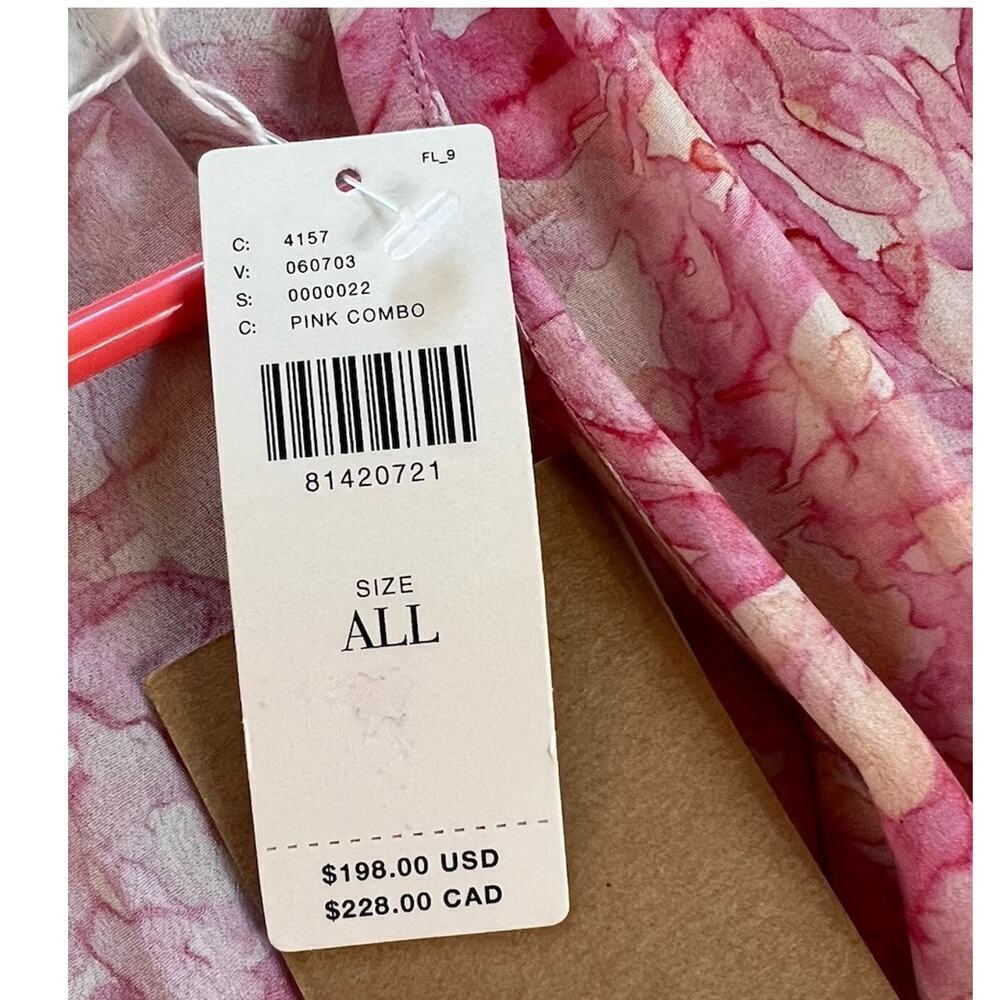 FL_9
C: 4157
V: 060703
S: 0000022
C: PINK COMBO
81420721
SIZE
ALL
$198.00 USD
$228.00 CAD